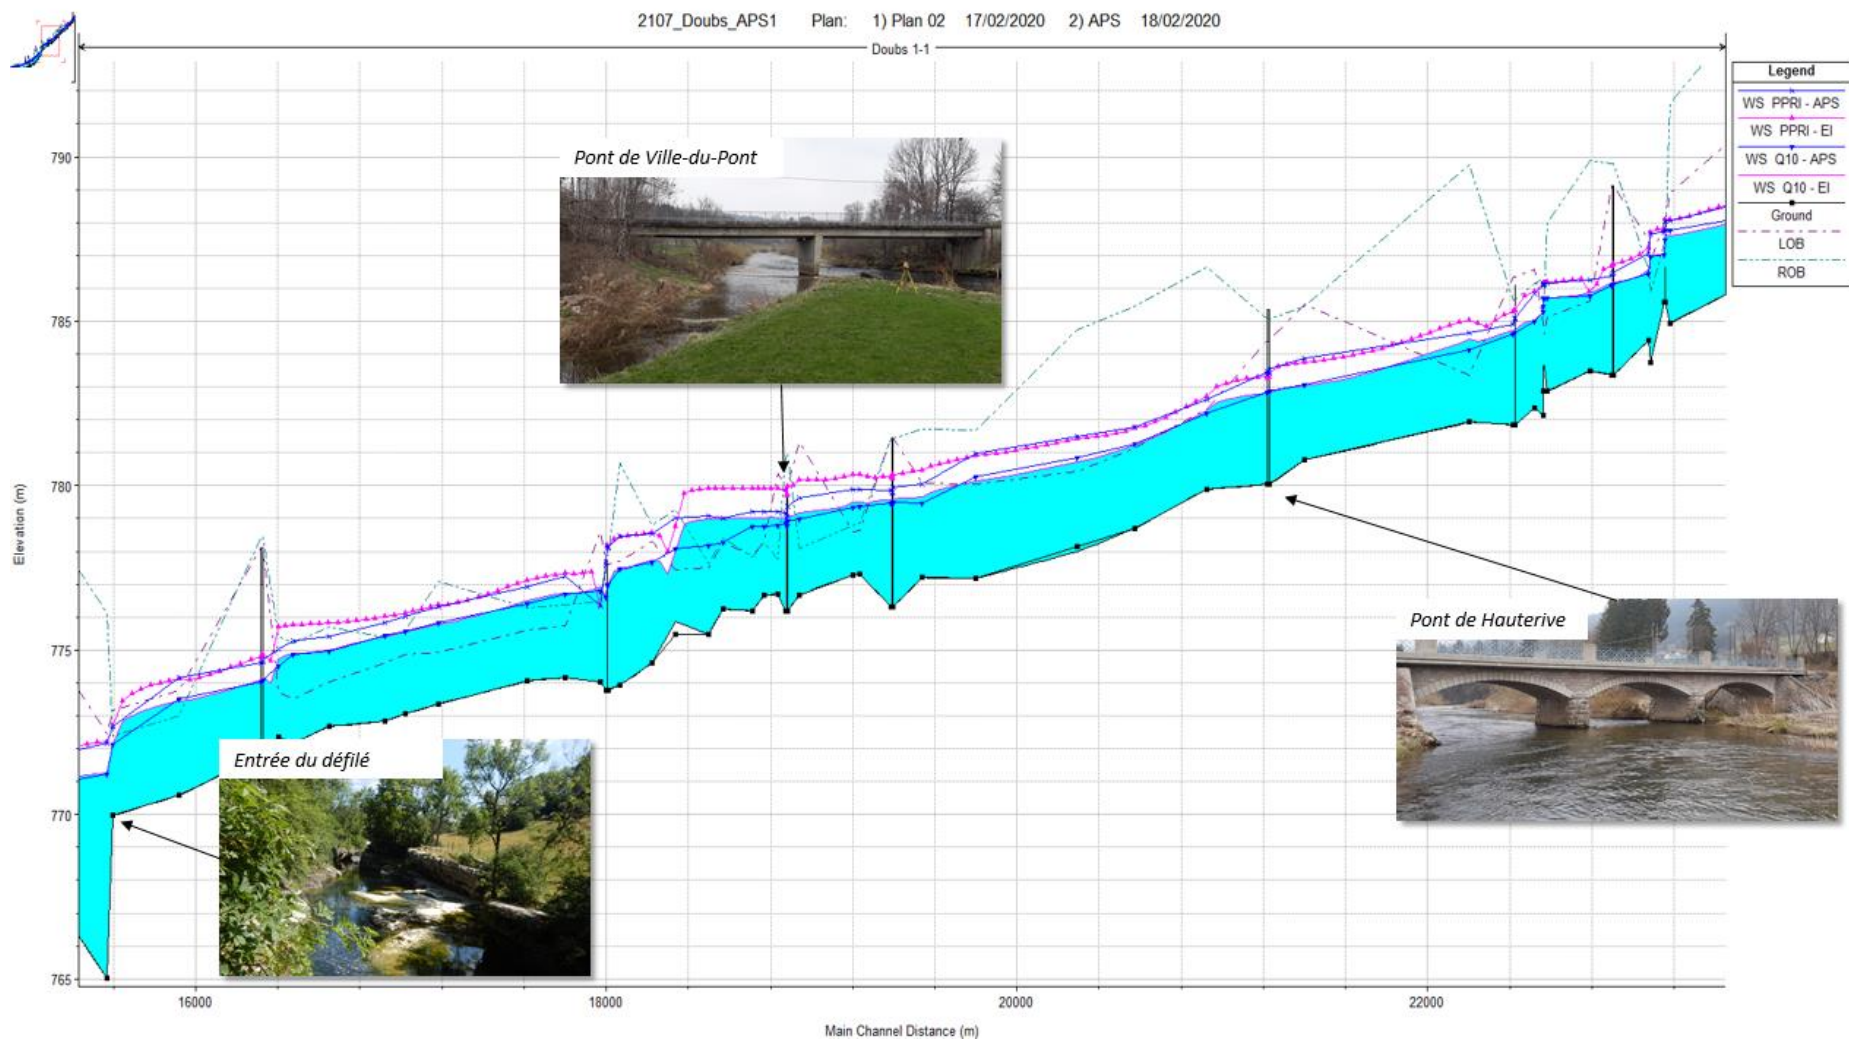 2107_Doubs_APS1 Plan: 1) Plan 02 17/02/2020 2) APS 18/02/2020
Doubs 1-1
Legend
WS PPRI - APS
WS PPRI - EI
WS Q10 - APS
WS Q10 - EI
Ground
LOB
ROB
Pont de Ville-du-Pont
Pont de Hauterive
Entrée du défilé
Elevation (m)
790
785
780
775
770
765
16000 18000 20000 22000
Main Channel Distance (m)